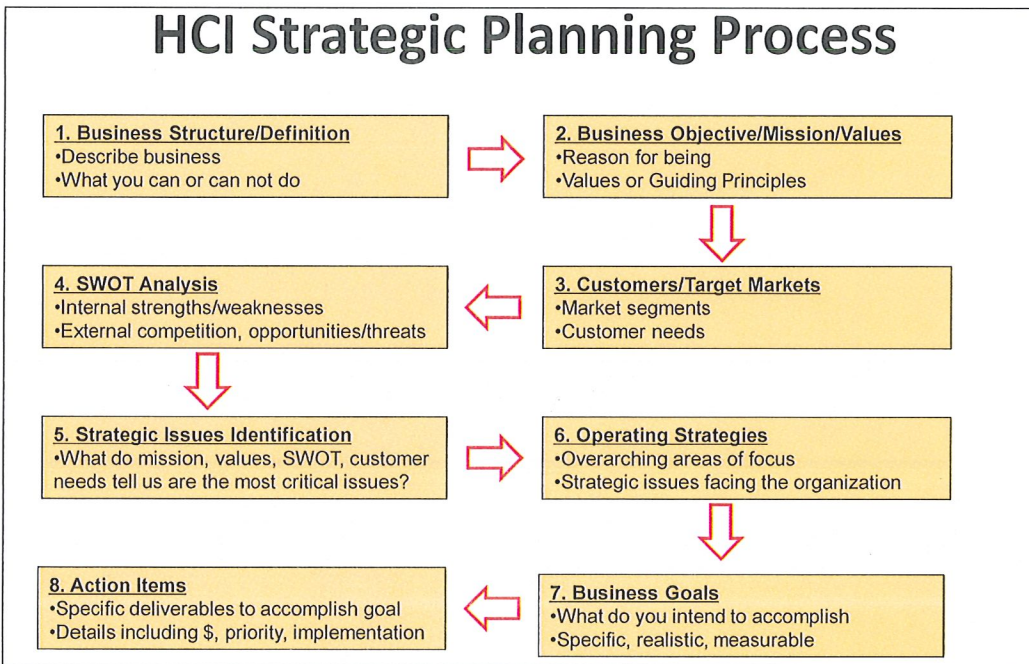 HCI Strategic Planning Process
1. Business Structure/Definition
•Describe business
•What you can or can not do
2. Business Objective/Mission/Values
•Reason for being
•Values or Guiding Principles
3. Customers/Target Markets
•Market segments
•Customer needs
4. SWOT Analysis
•Internal strengths/weaknesses
•External competition, opportunities/threats
5. Strategic Issues Identification
•What do mission, values, SWOT, customer
needs tell us are the most critical issues?
6. Operating Strategies
•Overarching areas of focus
•Strategic issues facing the organization
7. Business Goals
•What do you intend to accomplish
•Specific, realistic, measurable
8. Action Items
•Specific deliverables to accomplish goal
•Details including $, priority, implementation